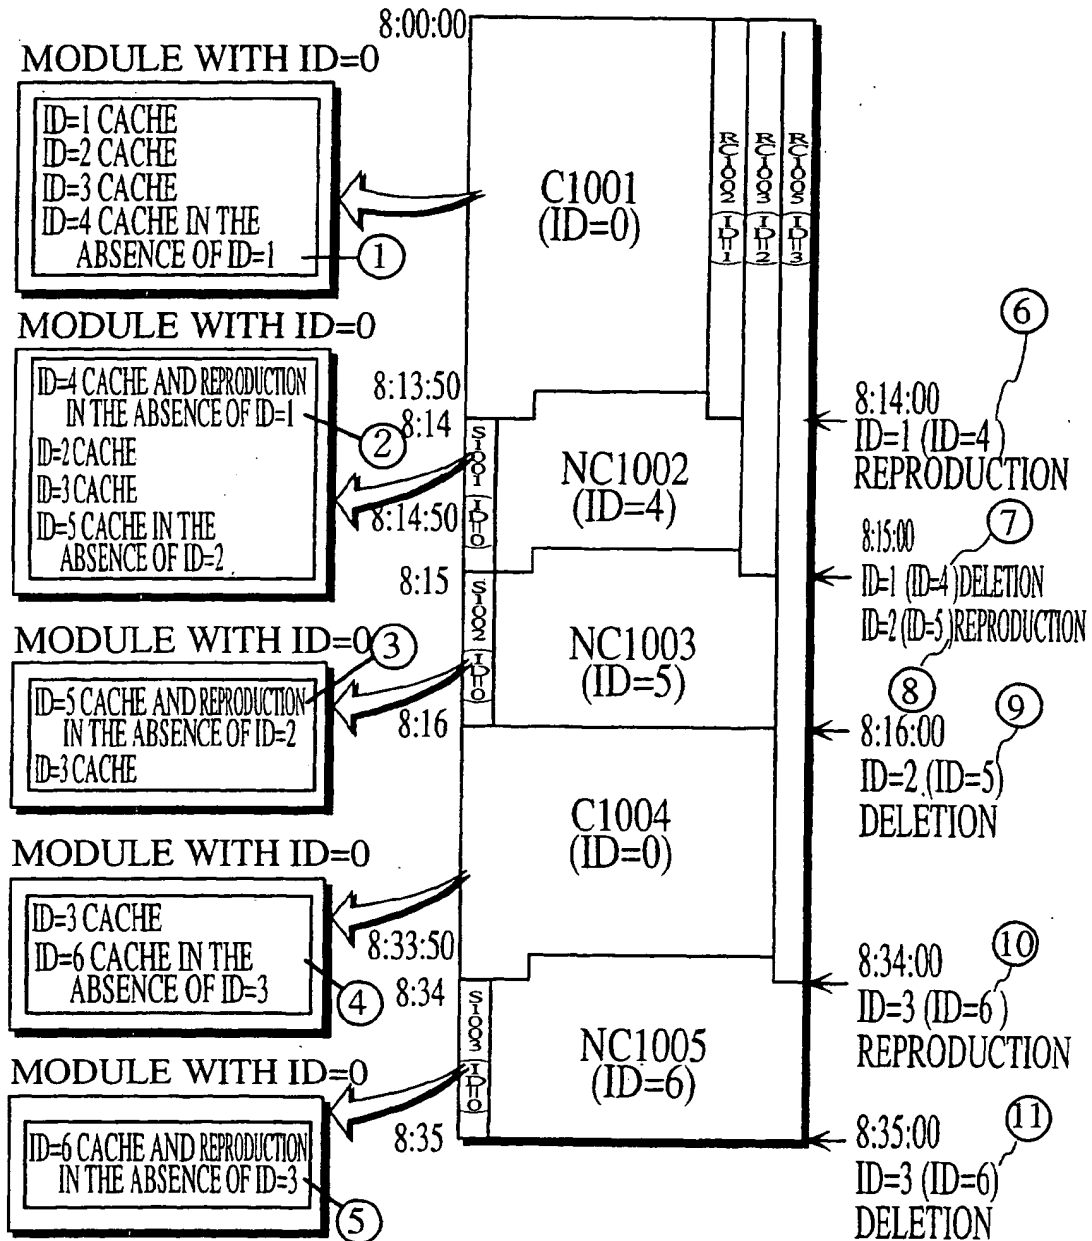 8:00:00
MODULE WITH ID=0
ID=1 CACHE
ID=2 CACHE
ID=3 CACHE
ID=4 CACHE IN THE
ABSENCE OF ID=1
1
C1001
(ID=0)
RC1002 (ID=1)
RC1003 (ID=2)
RC1005 (ID=3)
MODULE WITH ID=0
ID=4 CACHE AND REPRODUCTION
IN THE ABSENCE OF ID=1
2
ID=2 CACHE
ID=3 CACHE
ID=5 CACHE IN THE
ABSENCE OF ID=2
8:13:50
8:14
8:14:50
8:15
S1001 (ID=0)
NC1002
(ID=4)
6
8:14:00
ID=1 (ID=4)
REPRODUCTION
7
8:15:00
ID=1 (ID=4) DELETION
ID=2 (ID=5) REPRODUCTION
8
MODULE WITH ID=0
3
ID=5 CACHE AND REPRODUCTION
IN THE ABSENCE OF ID=2
ID=3 CACHE
S1002 (ID=0)
8:16
NC1003
(ID=5)
9
8:16:00
ID=2 (ID=5)
DELETION
MODULE WITH ID=0
ID=3 CACHE
ID=6 CACHE IN THE
ABSENCE OF ID=3
4
C1004
(ID=0)
8:33:50
8:34
10
8:34:00
ID=3 (ID=6)
REPRODUCTION
MODULE WITH ID=0
ID=6 CACHE AND REPRODUCTION
IN THE ABSENCE OF ID=3
5
S1003 (ID=0)
8:35
NC1005
(ID=6)
11
8:35:00
ID=3 (ID=6)
DELETION